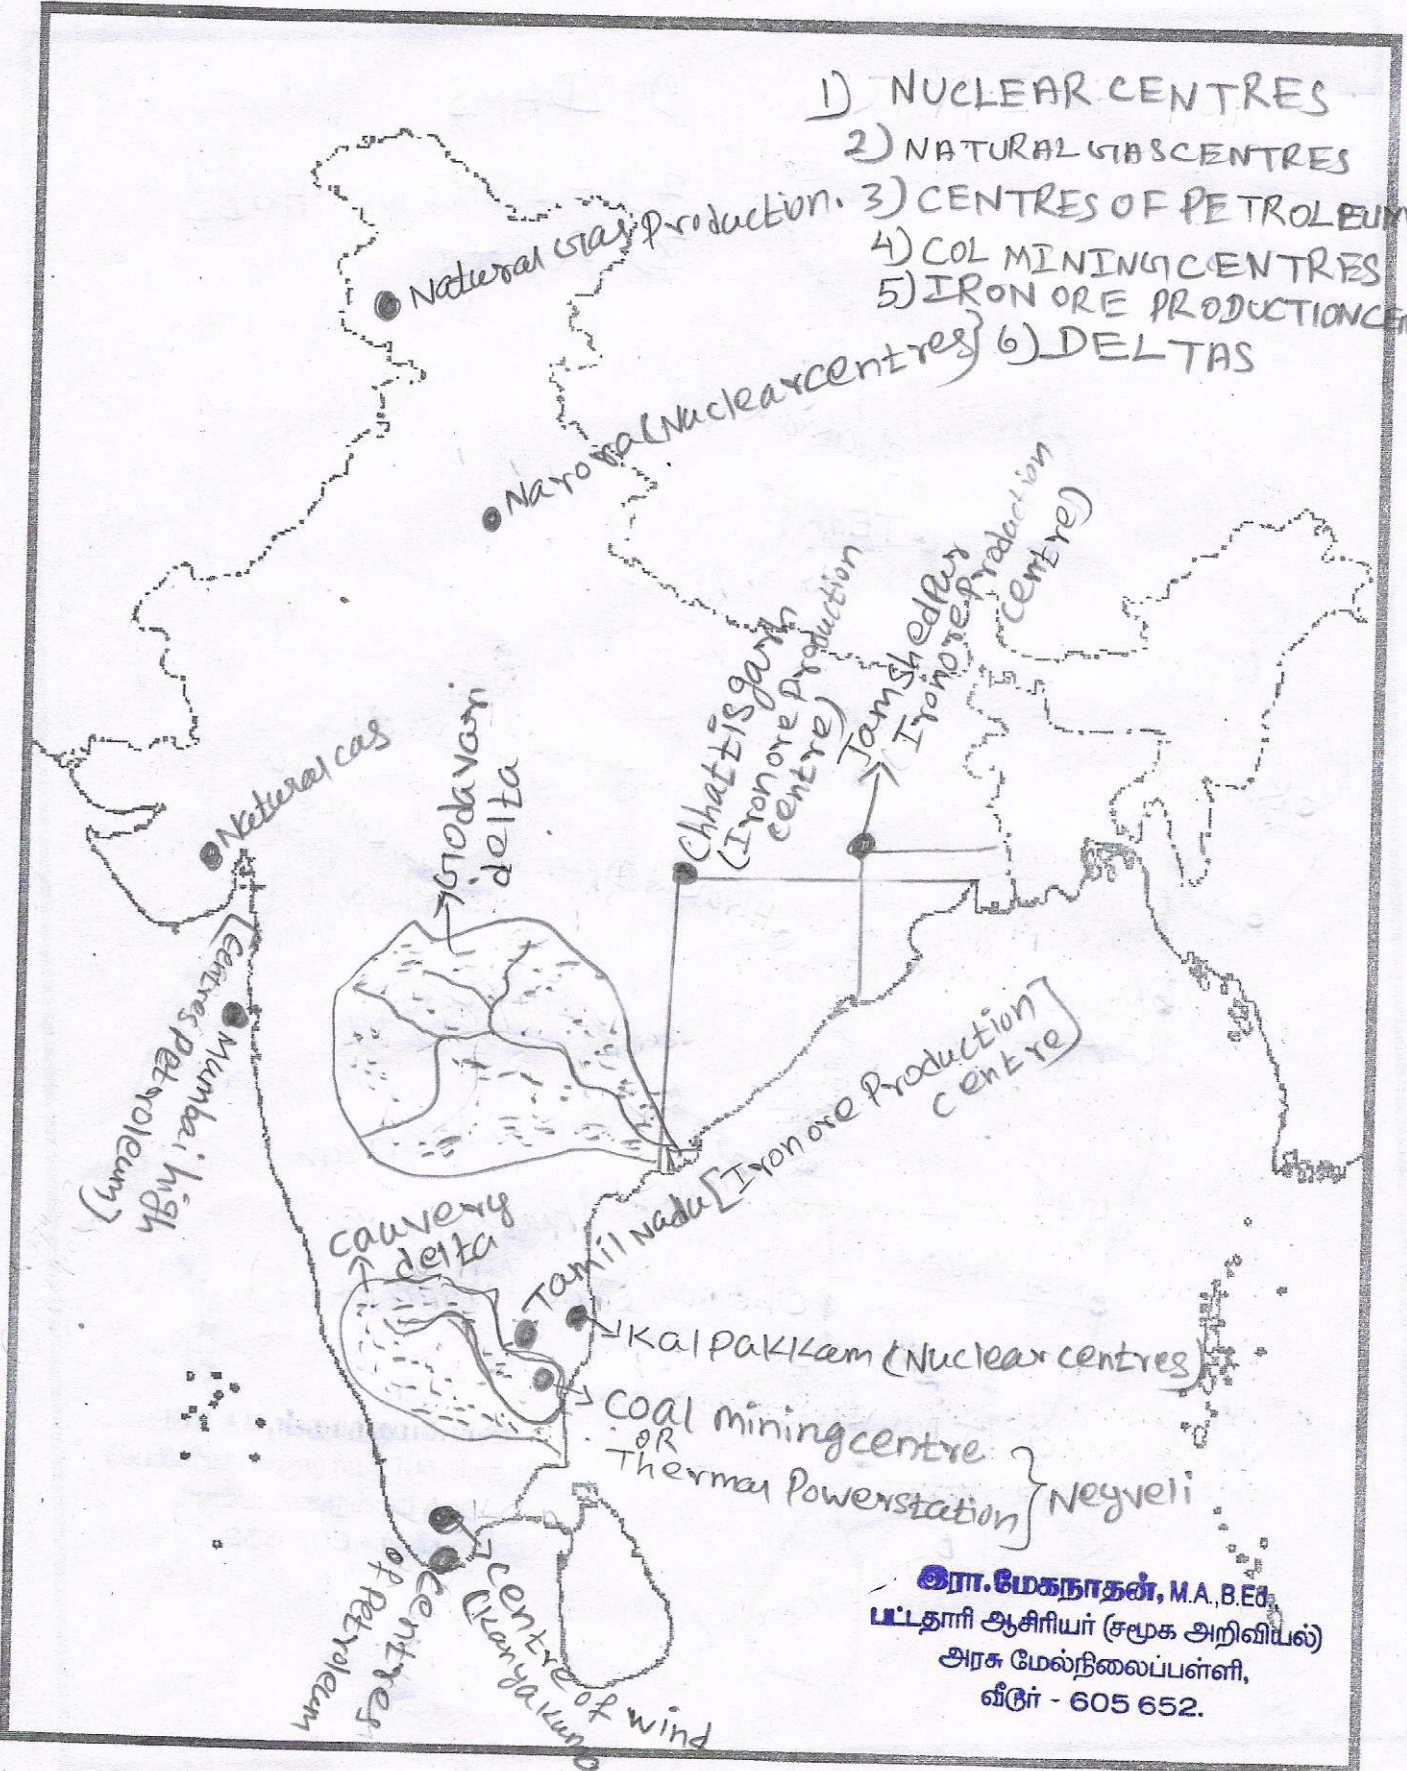 1) NUCLEAR CENTRES
2) NATURAL GAS CENTRES
3) CENTRES OF PETROLEUM
4) COL MINING CENTRES
5) IRON ORE PRODUCTION CE
6) DELTAS
Natural Gas Production.
Narora (Nuclear centres)
Chhattisgarh
(Iron ore Production
centre)
Jamshedpur
(Iron ore Production
centre)
Natural cas
Godavari
delta
Mumbai high
(Centres Petroleum)
Cauvery
delta
Tamil Nadu [Iron ore Production
centre]
Kalpakkam (Nuclear centres)
Coal mining centre
OR
Thermal Powerstation } Neyveli
centre of wind
(Kanyakuma
centres
of Petroleum
இரா.மேகநாதன், M.A.,B.Ed.,
பட்டதாரி ஆசிரியர் (சமூக அறிவியல்)
அரசு மேல்நிலைப்பள்ளி,
வீடூர் - 605 652.